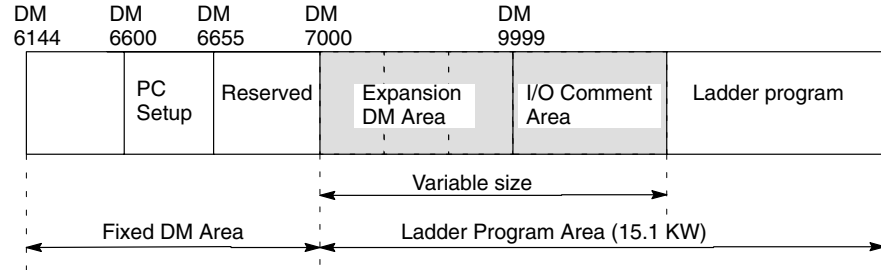 DM 6144
DM 6600
DM 6655
DM 7000
DM 9999
PC Setup
Reserved
Expansion DM Area
I/O Comment Area
Ladder program
Variable size
Fixed DM Area
Ladder Program Area (15.1 KW)